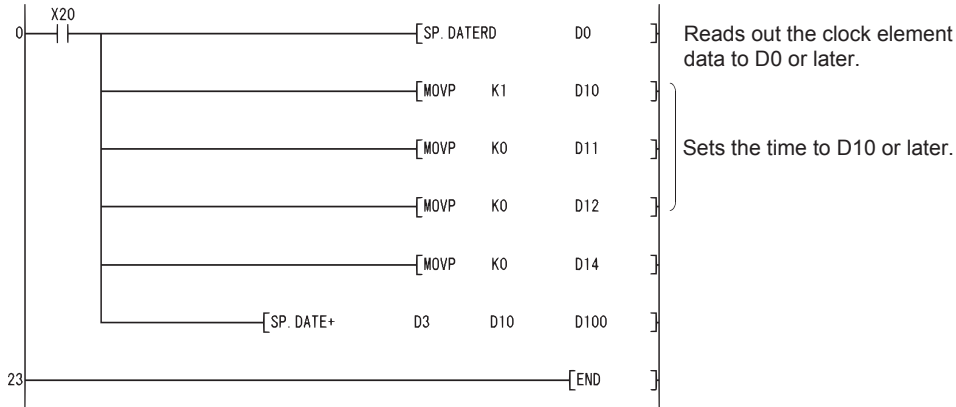 X20
0 [SP.DATERD D0 ] Reads out the clock element
data to D0 or later.
[MOVP K1 D10 ]
[MOVP K0 D11 ] Sets the time to D10 or later.
[MOVP K0 D12 ]
[MOVP K0 D14 ]
[SP.DATE+ D3 D10 D100 ]
23 [END ]